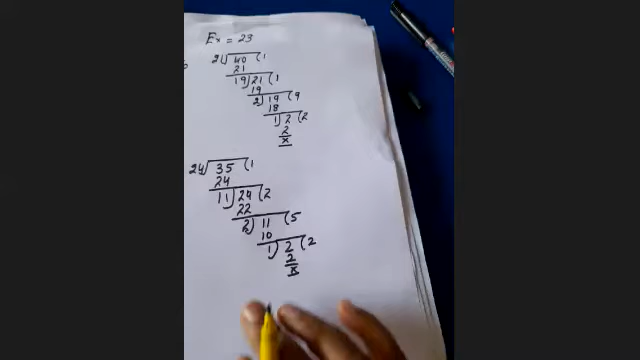 Ex = 23
21) 40 (1
21
19) 21 (1
19
2) 19 (9
18
1) 2 (2
2
x
24) 35 (1
24
11) 24 (2
22
2) 11 (5
10
1) 2 (2
2
x